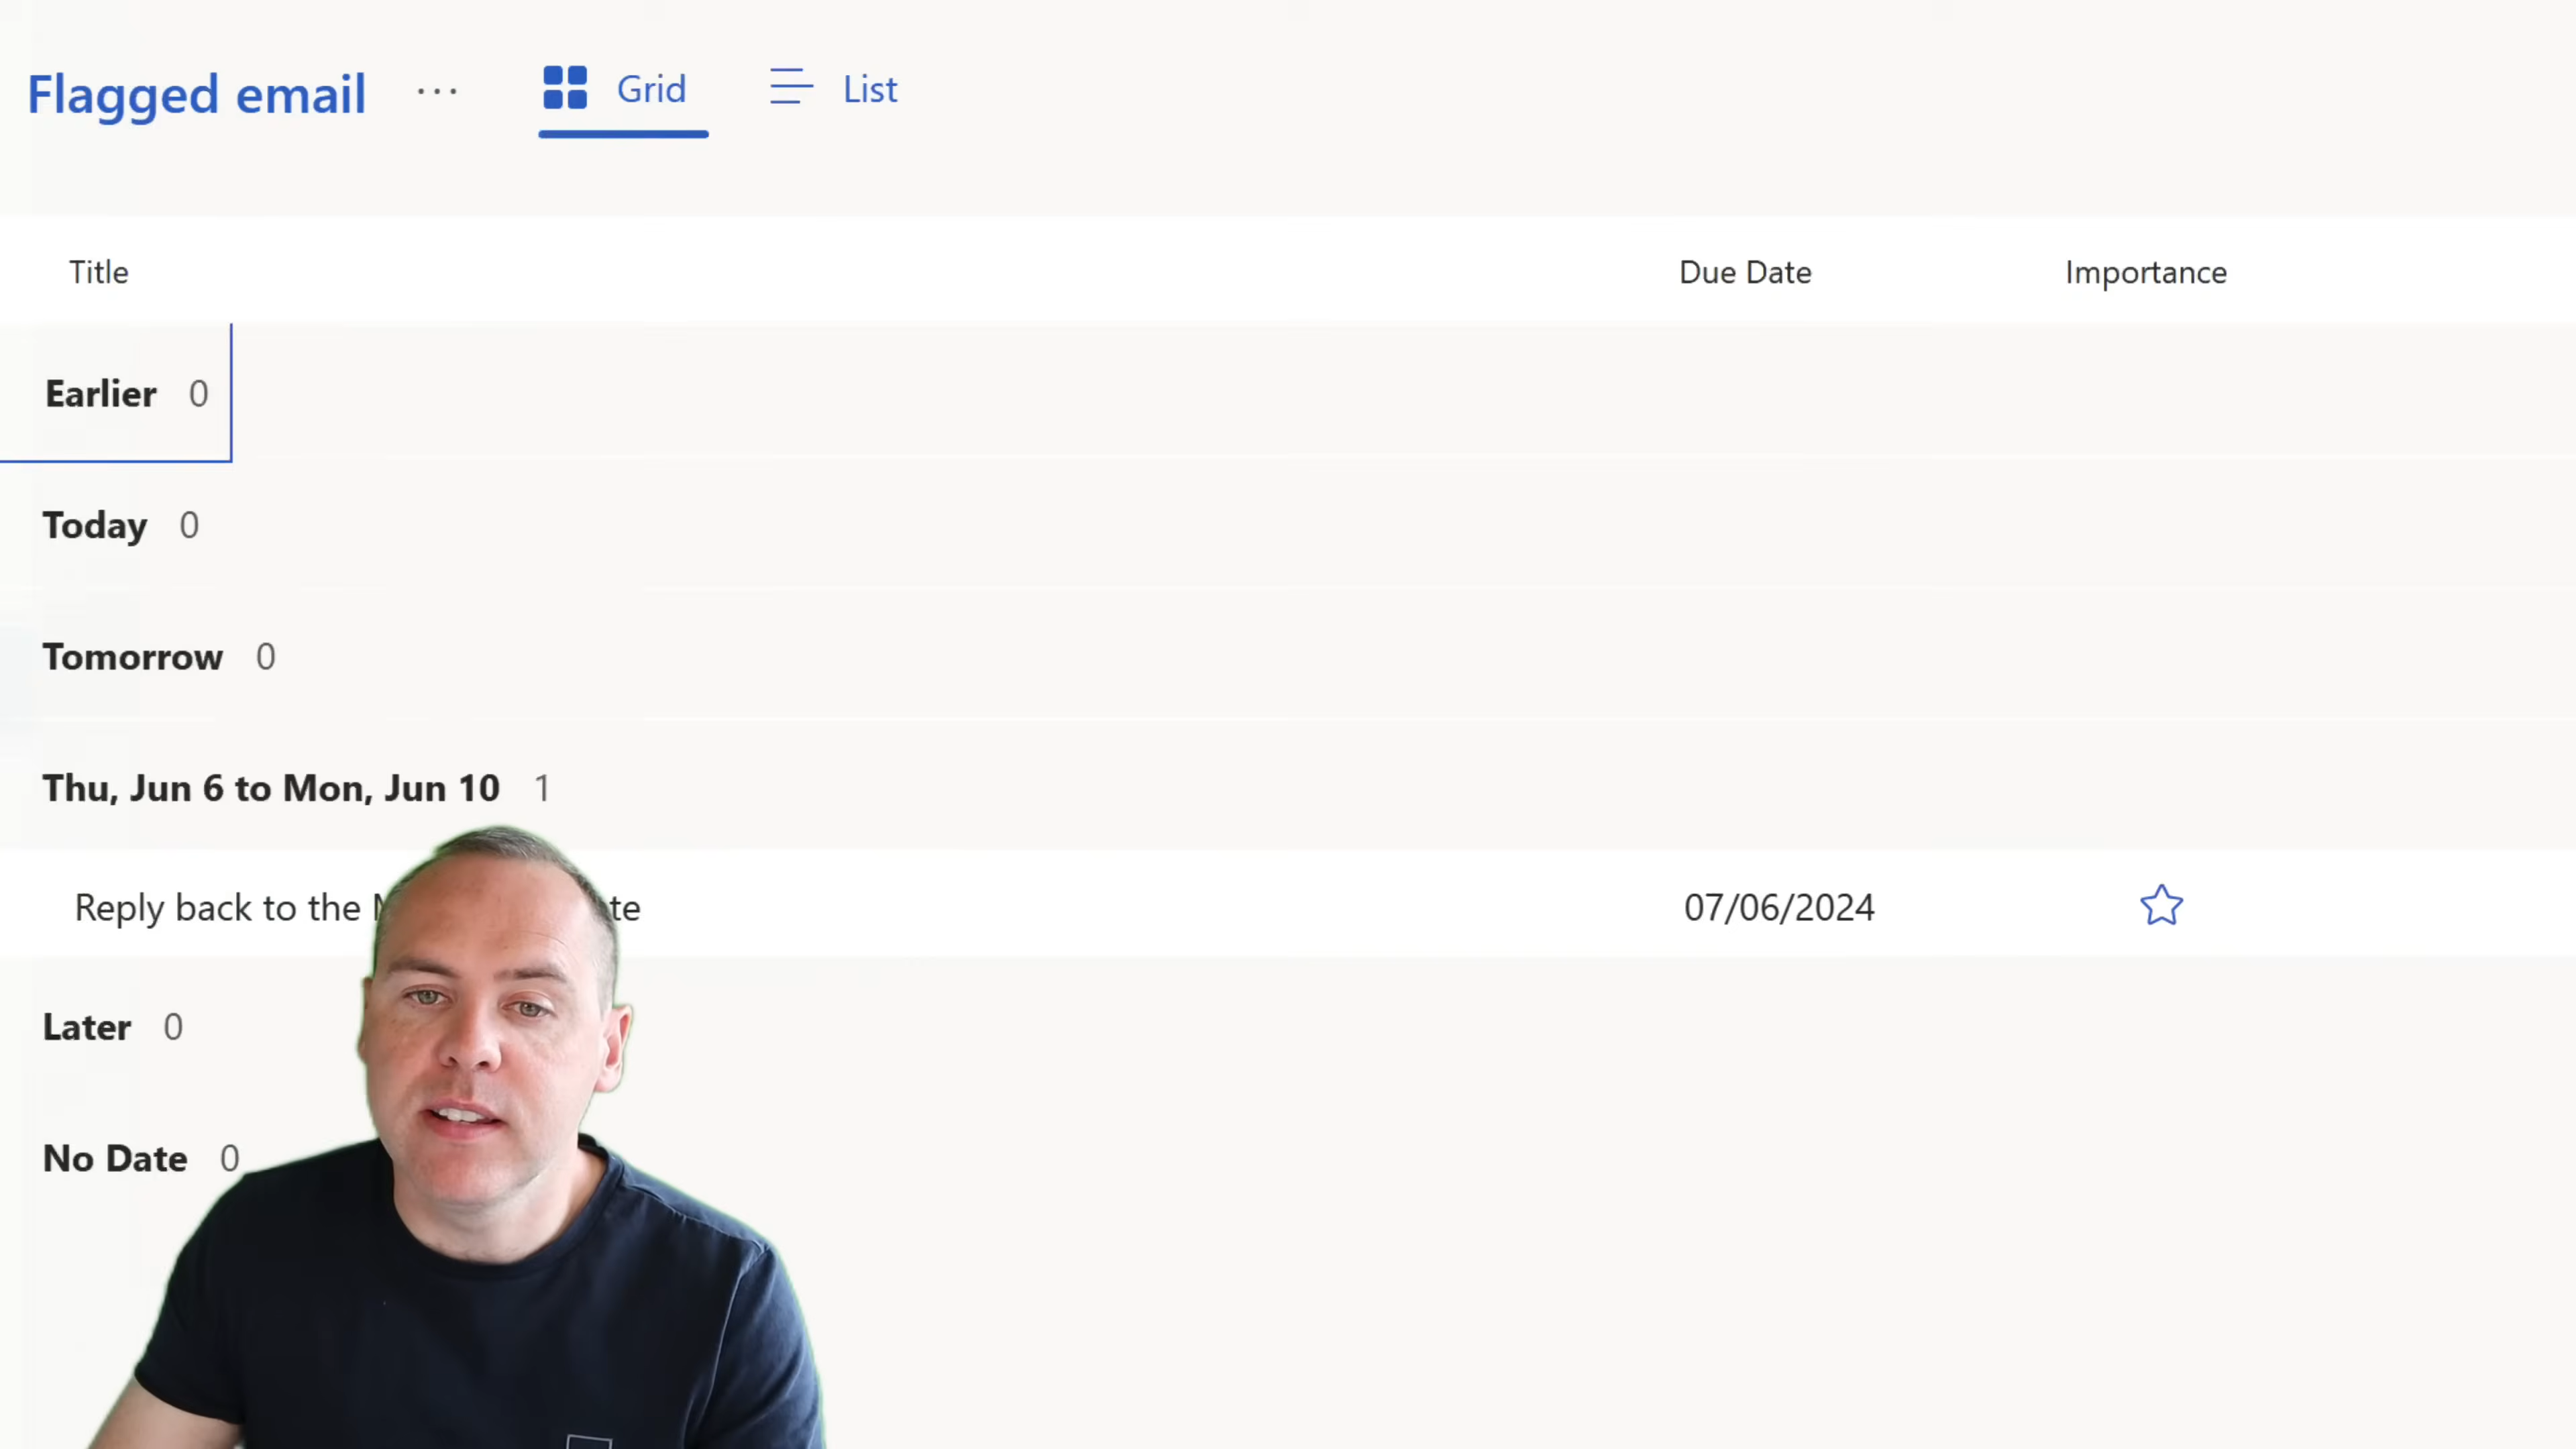 Flagged email ... Grid List
Title Due Date Importance
Earlier 0
Today 0
Tomorrow 0
Thu, Jun 6 to Mon, Jun 10 1
Reply back to the 07/06/2024
Later 0
No Date 0